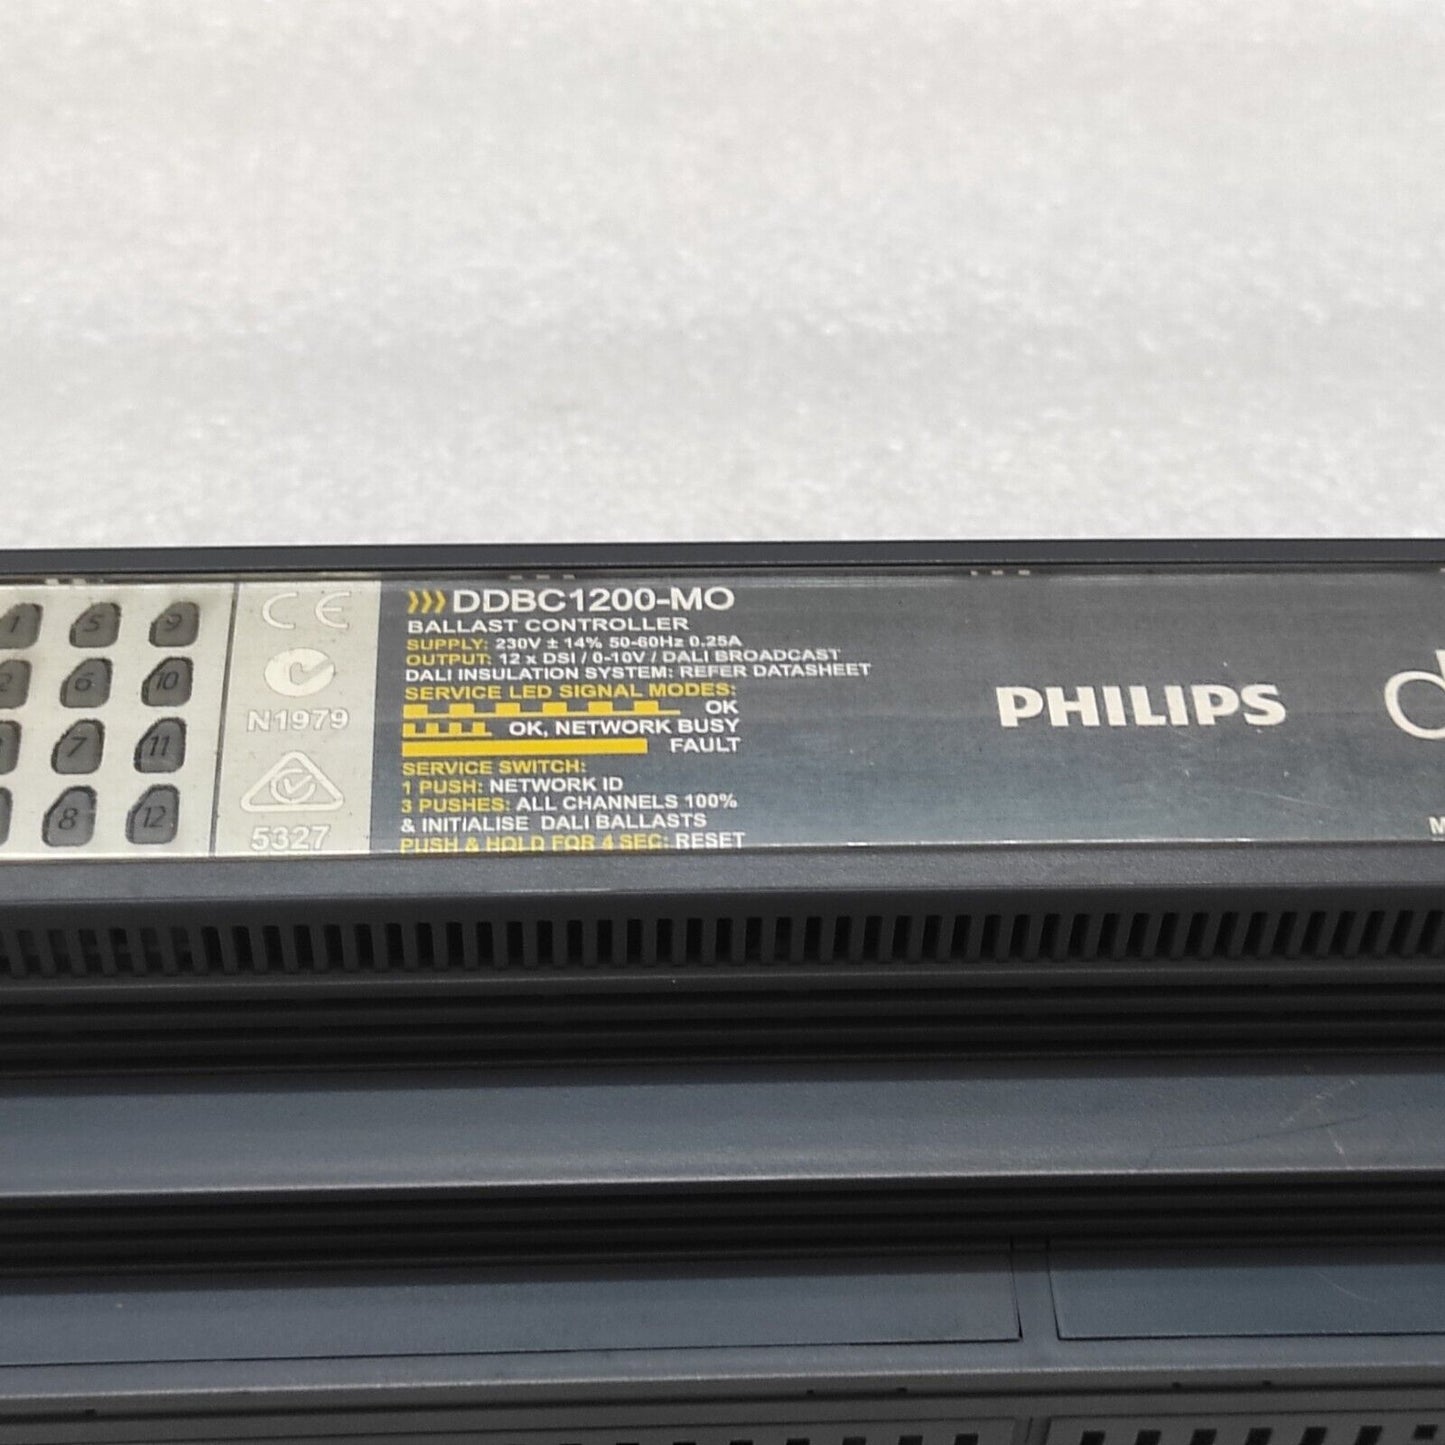 1 5 9
2 6 10
7 11
8 12
CE
N1979
5327
DDBC1200-MO
BALLAST CONTROLLER
SUPPLY: 230V ± 14% 50-60Hz 0.25A
OUTPUT: 12 x DSI / 0-10V / DALI BROADCAST
DALI INSULATION SYSTEM: REFER DATASHEET
SERVICE LED SIGNAL MODES:
OK
OK, NETWORK BUSY
FAULT
SERVICE SWITCH:
1 PUSH: NETWORK ID
3 PUSHES: ALL CHANNELS 100%
& INITIALISE DALI BALLASTS
PUSH & HOLD FOR 4 SEC: RESET
PHILIPS